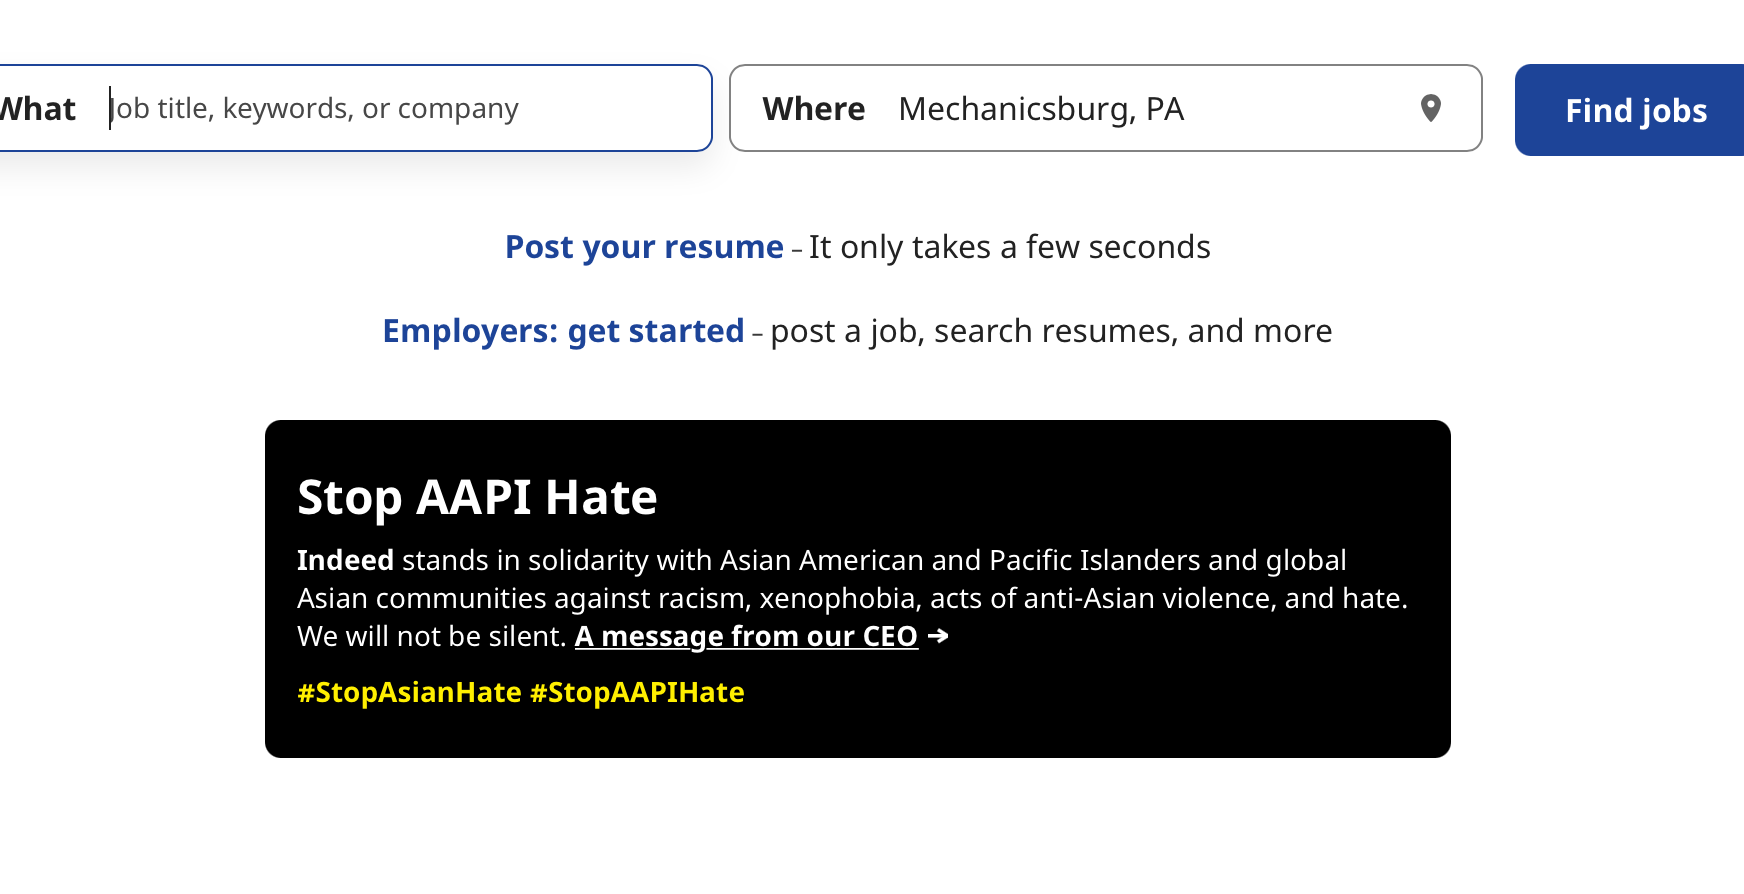 What Job title, keywords, or company Where Mechanicsburg, PA Find jobs
Post your resume – It only takes a few seconds
Employers: get started – post a job, search resumes, and more
Stop AAPI Hate
Indeed stands in solidarity with Asian American and Pacific Islanders and global
Asian communities against racism, xenophobia, acts of anti-Asian violence, and hate.
We will not be silent. A message from our CEO →
#StopAsianHate #StopAAPIHate